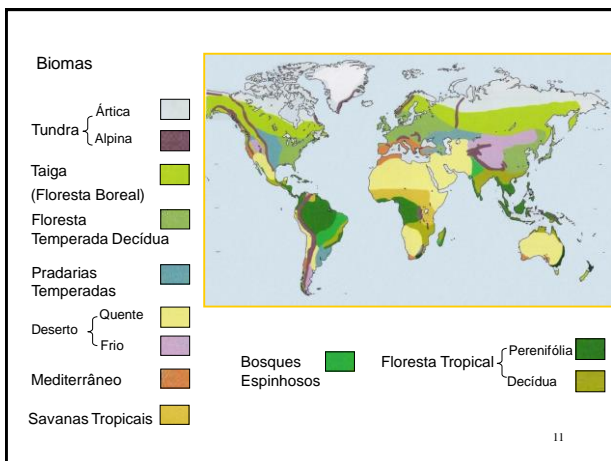 Biomas
Ártica
Tundra
Alpina
Taiga
(Floresta Boreal)
Floresta
Temperada Decídua
Pradarias
Temperadas
Quente
Deserto
Frio
Mediterrâneo
Savanas Tropicais
Bosques
Espinhosos
Floresta Tropical
Perenifólia
Decídua
11